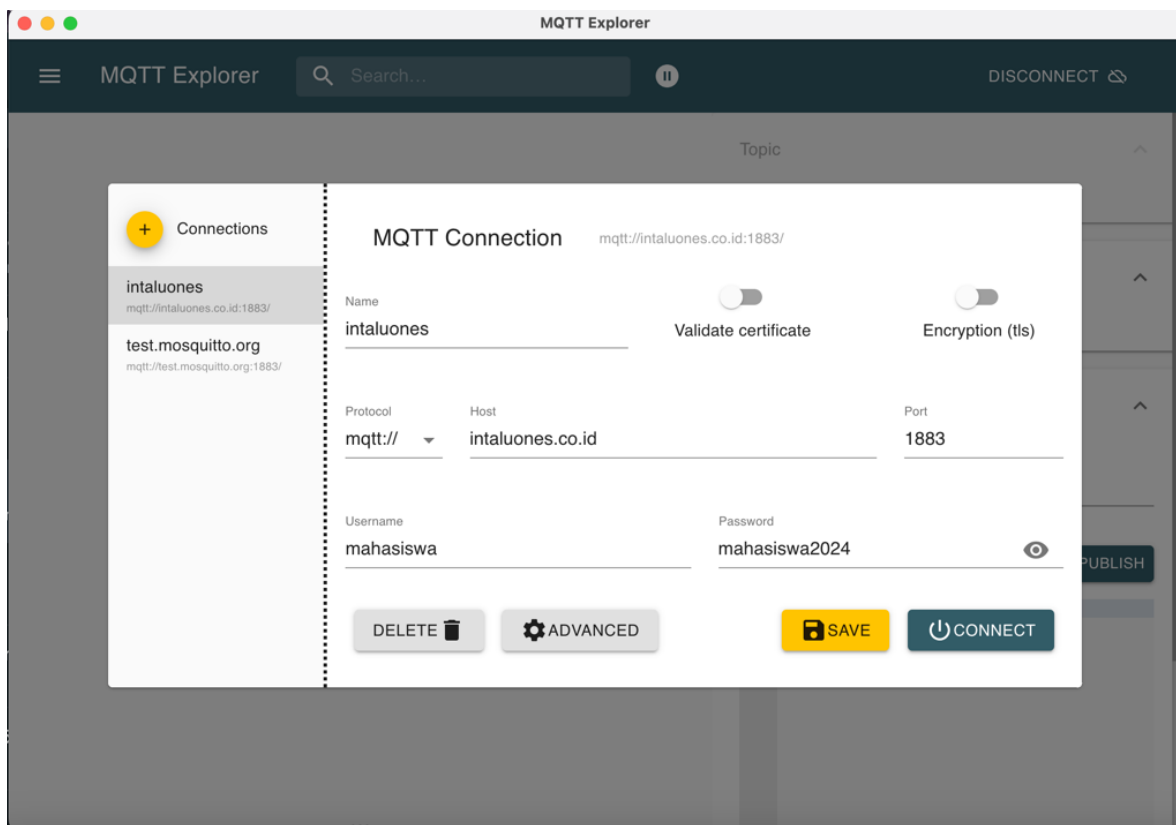 MQTT Explorer
MQTT Explorer
Search...
DISCONNECT
Topic
+
Connections
intaluones
mqtt://intaluones.co.id:1883/
test.mosquitto.org
mqtt://test.mosquitto.org:1883/
MQTT Connection mqtt://intaluones.co.id:1883/
Name
intaluones
Validate certificate
Encryption (tls)
Protocol Host Port
mqtt:// intaluones.co.id 1883
Username Password
mahasiswa mahasiswa2024
PUBLISH
DELETE ADVANCED SAVE CONNECT